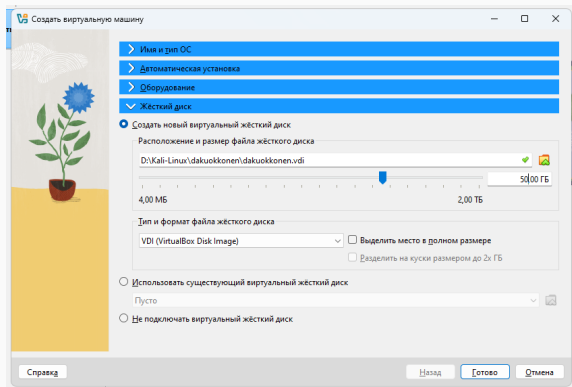 Создать виртуальную машину
Имя и тип ОС
Автоматическая установка
Оборудование
Жёсткий диск
Создать новый виртуальный жёсткий диск
Расположение и размер файла жёсткого диска
D:\Kali-Linux\dakuokkonen\dakuokkonen.vdi
50,00 ГБ
4,00 МБ 2,00 ТБ
Тип и формат файла жёсткого диска
VDI (VirtualBox Disk Image) Выделить место в полном размере
Разделить на куски размером до 2х ГБ
Использовать существующий виртуальный жёсткий диск
Пусто
Не подключать виртуальный жёсткий диск
Справка Назад Готово Отмена